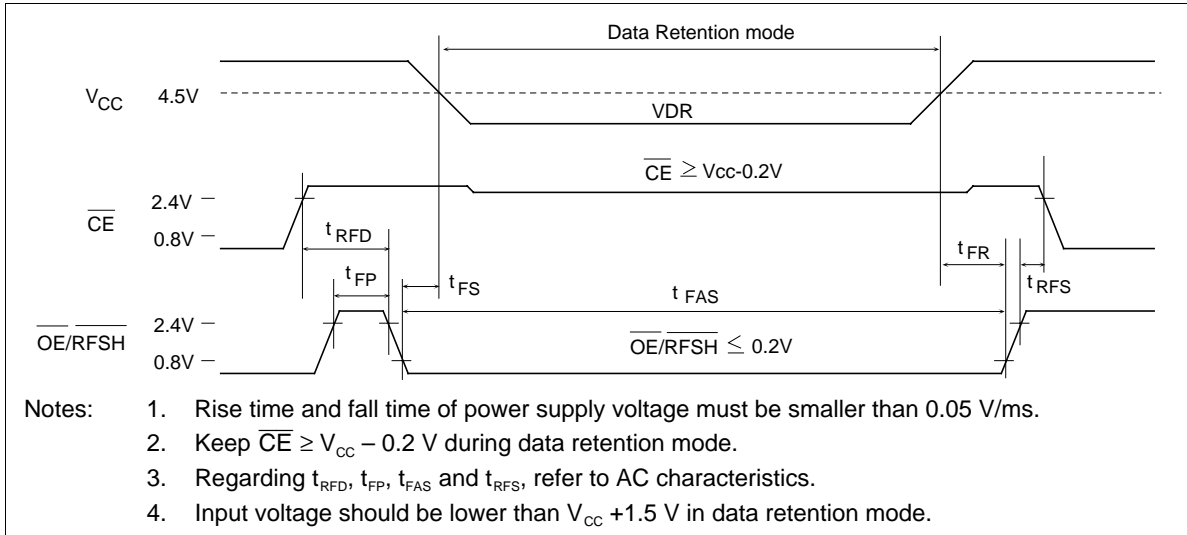 Data Retention mode
VCC 4.5V
VDR
CE ≥ Vcc-0.2V
2.4V
CE
0.8V
tRFD
tFR
tFP
tFS
tRFS
tFAS
2.4V
OE/RFSH
OE/RFSH ≤ 0.2V
0.8V
Notes: 1. Rise time and fall time of power supply voltage must be smaller than 0.05 V/ms.
2. Keep CE ≥ VCC – 0.2 V during data retention mode.
3. Regarding tRFD, tFP, tFAS and tRFS, refer to AC characteristics.
4. Input voltage should be lower than VCC +1.5 V in data retention mode.